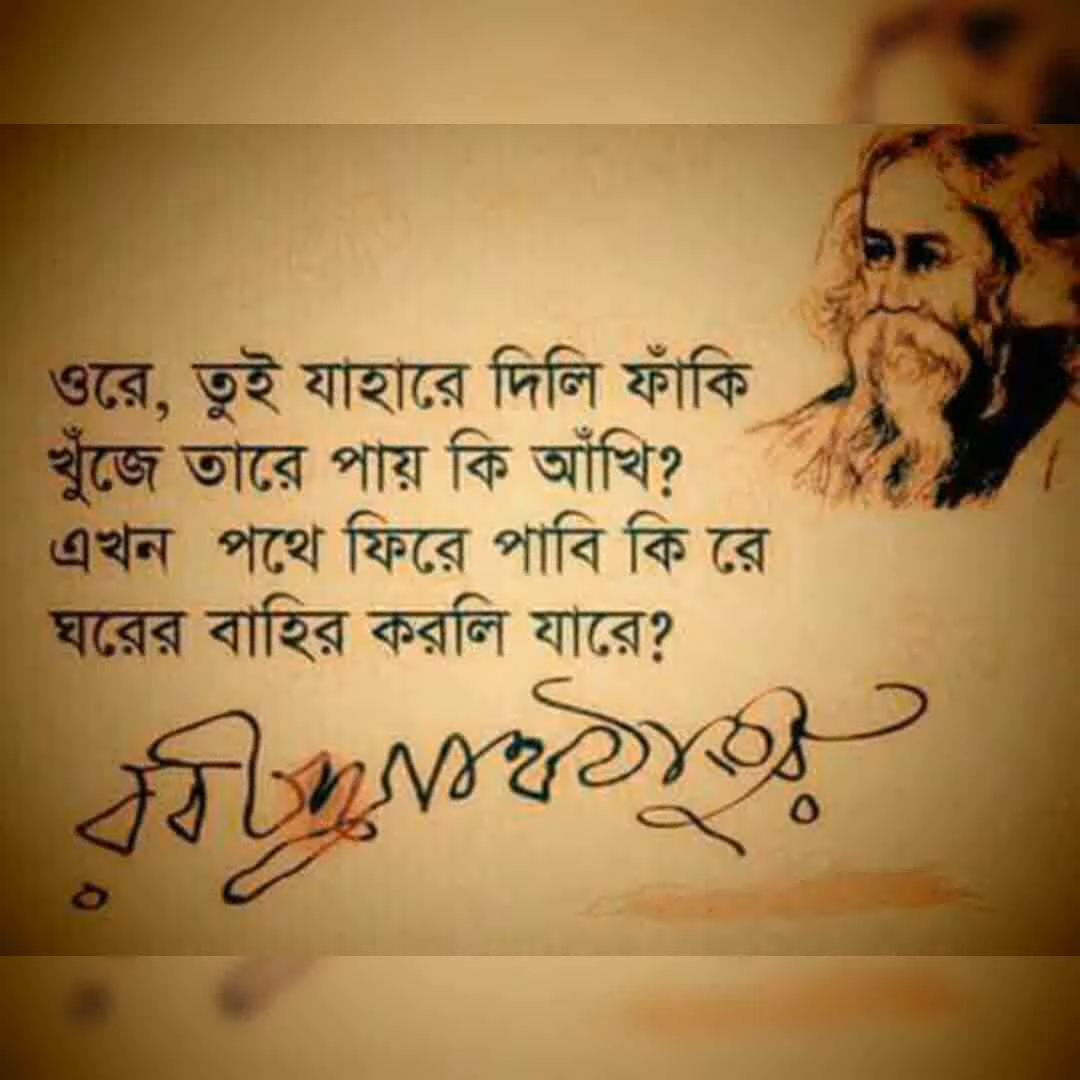 ওরে, তুই যাহারে দিলি ফাঁকি
খুঁজে তারে পায় কি আঁখি?
এখন পথে ফিরে পাবি কি রে
ঘরের বাহির করলি যারে?
রবীন্দ্রনাথ ঠাকুর